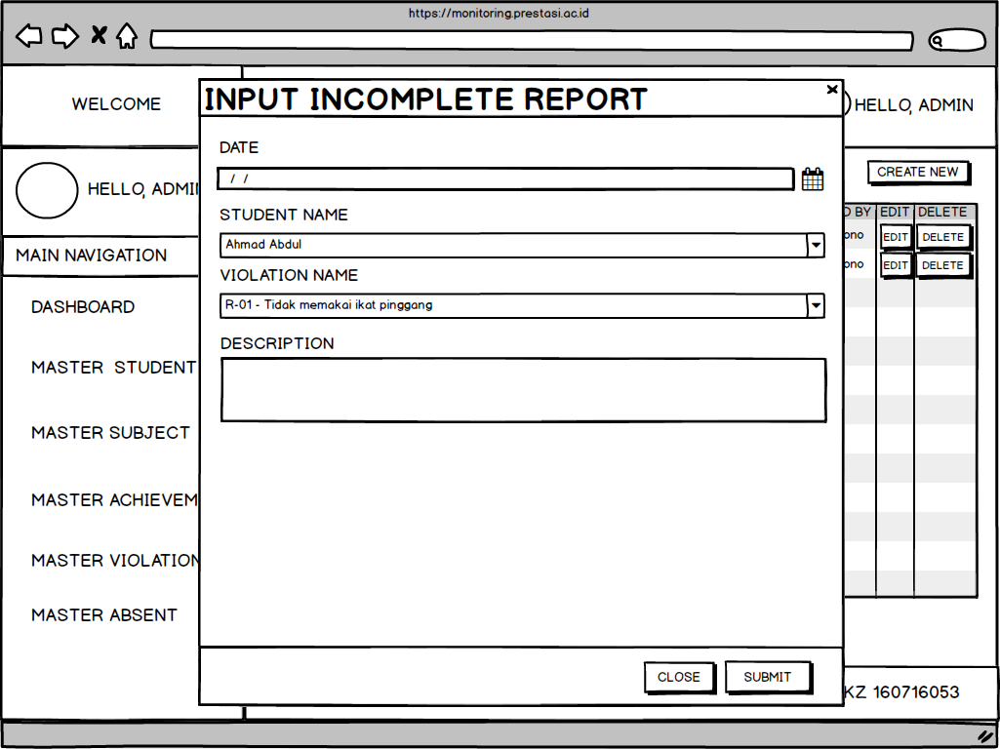 https://monitoring.prestasi.ac.id
WELCOME
HELLO, ADMIN
HELLO, ADMIN
MAIN NAVIGATION
DASHBOARD
MASTER STUDENT
MASTER SUBJECT
MASTER ACHIEVEM
MASTER VIOLATION
MASTER ABSENT
INPUT INCOMPLETE REPORT
DATE
/ /
STUDENT NAME
Ahmad Abdul
VIOLATION NAME
R-01 - Tidak memakai ikat pinggang
DESCRIPTION
CLOSE SUBMIT
CREATE NEW
D BY EDIT DELETE
ono EDIT DELETE
ono EDIT DELETE
KZ 160716053